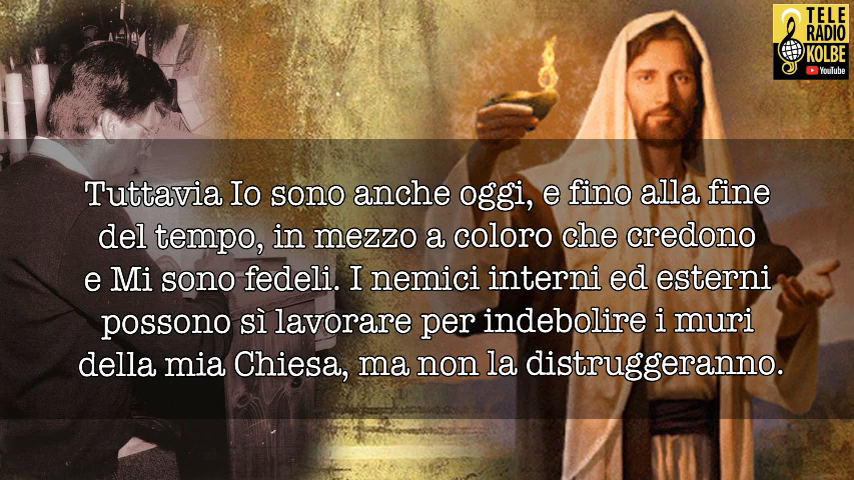 TELE
RADIO
KOLBE
YouTube
Tuttavia Io sono anche oggi, e fino alla fine
del tempo, in mezzo a coloro che credono
e Mi sono fedeli. I nemici interni ed esterni
possono sì lavorare per indebolire i muri
della mia Chiesa, ma non la distruggeranno.